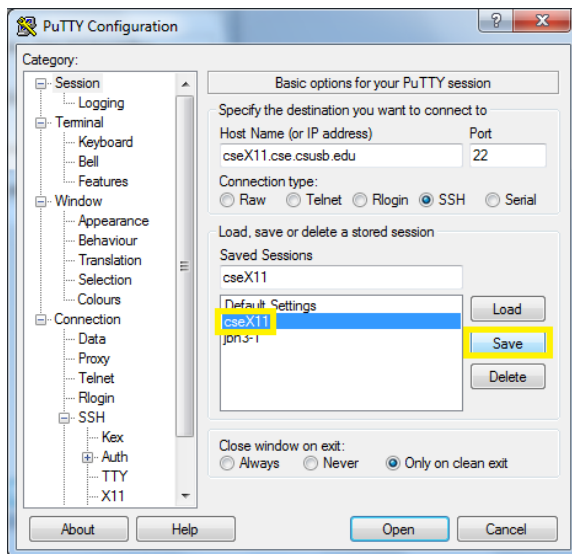 PuTTY Configuration
Category:
Session
Logging
Terminal
Keyboard
Bell
Features
Window
Appearance
Behaviour
Translation
Selection
Colours
Connection
Data
Proxy
Telnet
Rlogin
SSH
Kex
Auth
TTY
X11
Basic options for your PuTTY session
Specify the destination you want to connect to
Host Name (or IP address) Port
cseX11.cse.csusb.edu 22
Connection type:
Raw Telnet Rlogin SSH Serial
Load, save or delete a stored session
Saved Sessions
cseX11
Default Settings
cseX11
jbh3-1
Load
Save
Delete
Close window on exit:
Always Never Only on clean exit
About Help Open Cancel